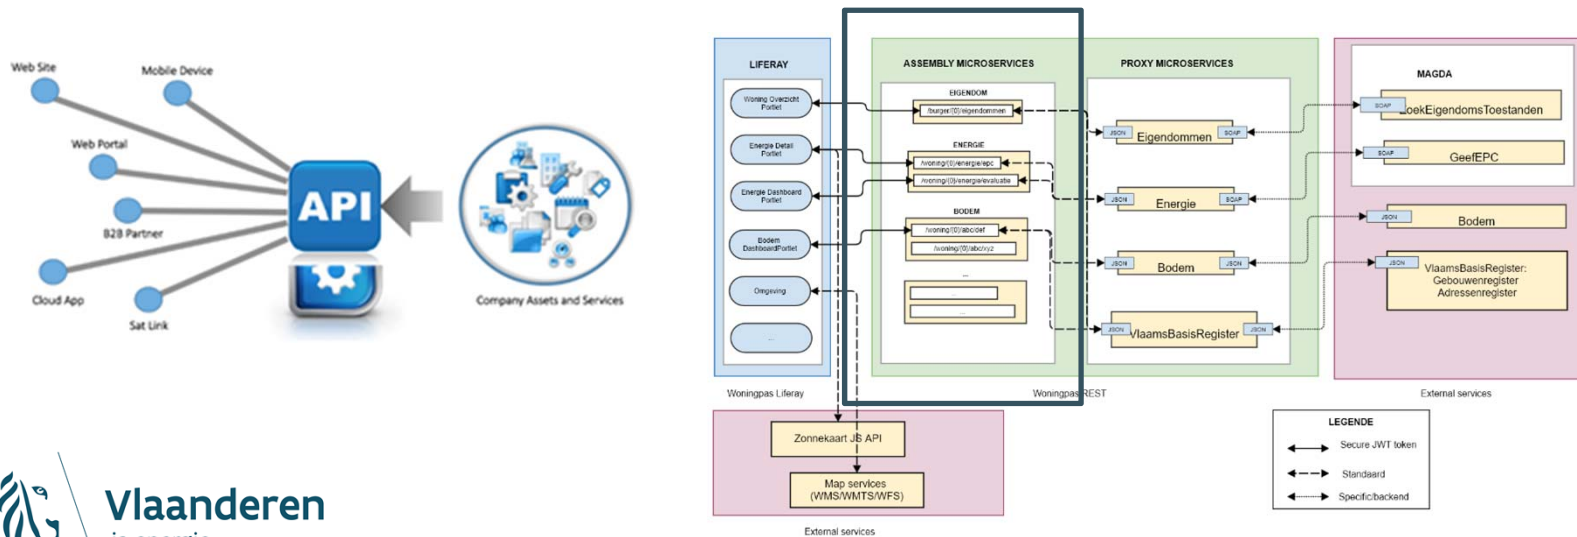 Web Site
Mobile Device
Web Portal
B2B Partner
Cloud App
Sat Link
API
Company Assets and Services
Vlaanderen
LIFERAY
Woning Overzicht
Portlet
Energie Detail
Portlet
Energie Dashboard
Portlet
Bodem
DashboardPortlet
Omgeving
...
Woningpas Liferay
ASSEMBLY MICROSERVICES
EIGENDOM
/burger/{0}/eigendommen
ENERGIE
/woning/{0}/energie/epc
/woning/{0}/energie/evaluatie
BODEM
/woning/{0}/abc/def
/woning/{0}/abc/xyz
...
...
...
PROXY MICROSERVICES
JSON
Eigendommen
SOAP
JSON
Energie
SOAP
JSON
Bodem
JSON
JSON
VlaamsBasisRegister
JSON
Woningpas REST
MAGDA
SOAP
ZoekEigendomsToestanden
SOAP
GeefEPC
JSON
Bodem
JSON
VlaamsBasisRegister:
Gebouwenregister
Adressenregister
External services
Zonnekaart JS API
Map services
(WMS/WMTS/WFS)
External services
LEGENDE
Secure JWT token
Standaard
Specific/backend